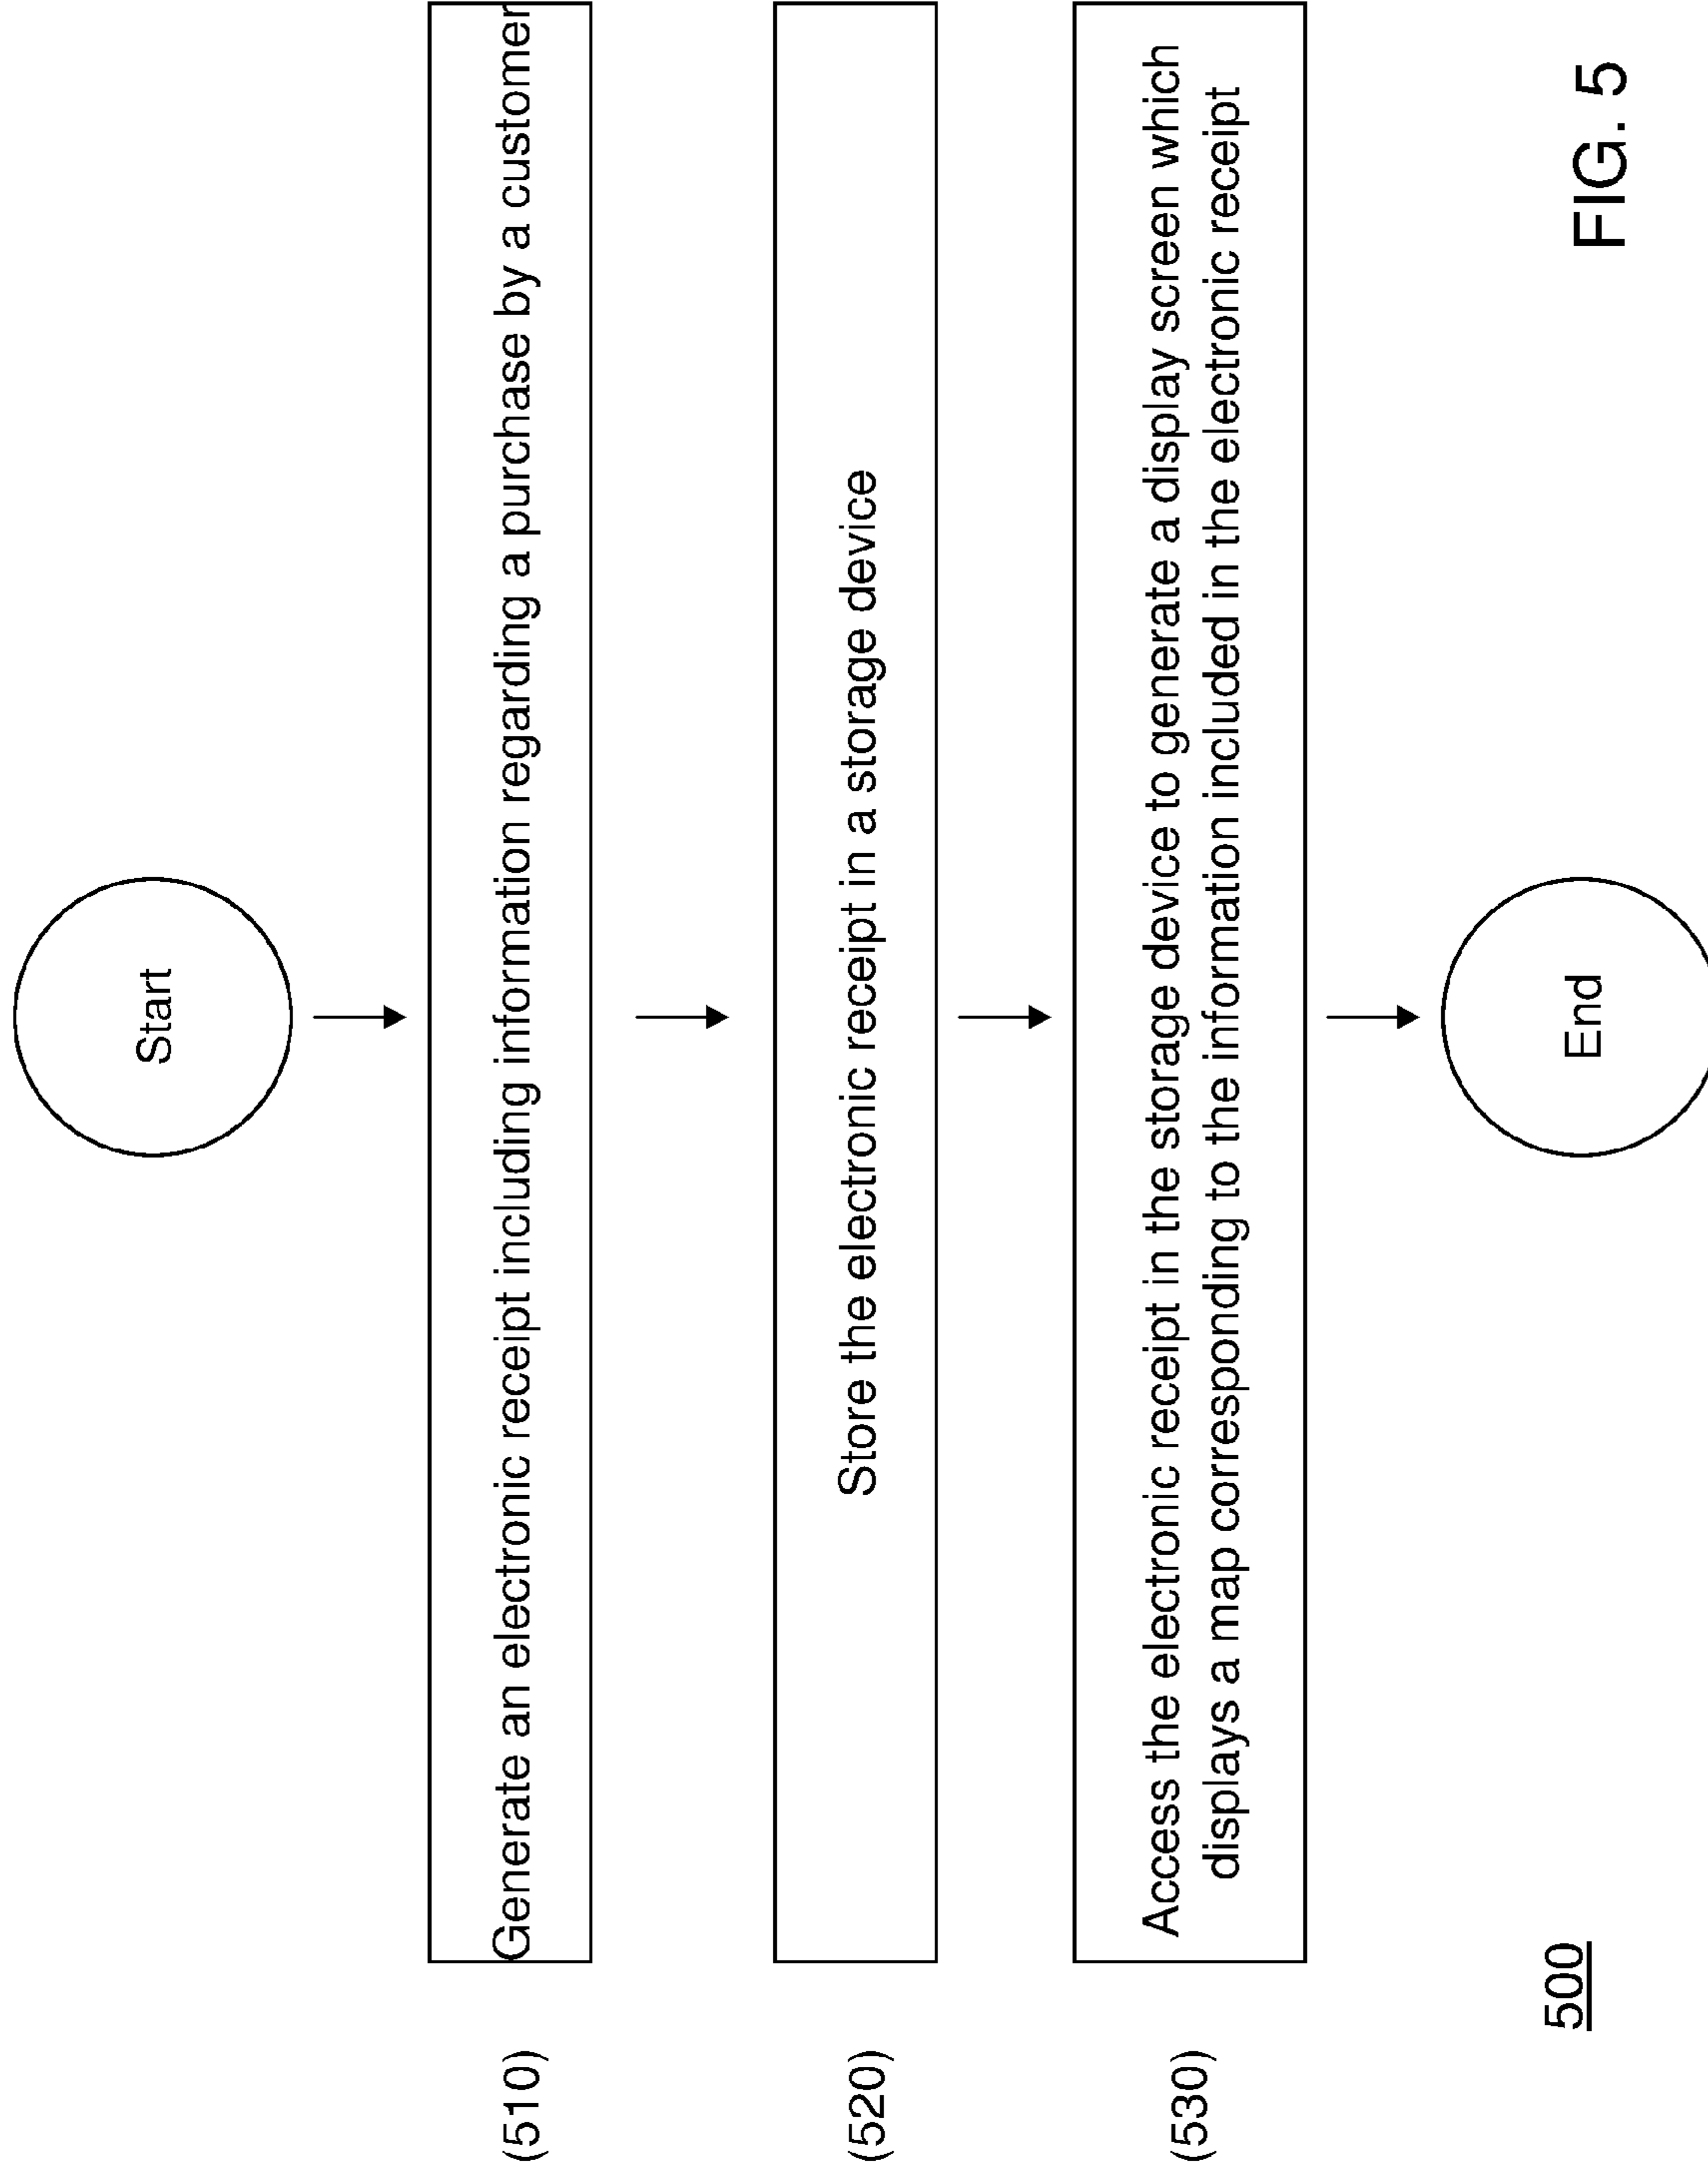 Start
(510)
Generate an electronic receipt including information regarding a purchase by a customer
(520)
Store the electronic receipt in a storage device
(530)
Access the electronic receipt in the storage device to generate a display screen which
displays a map corresponding to the information included in the electronic receipt
End
500
FIG. 5